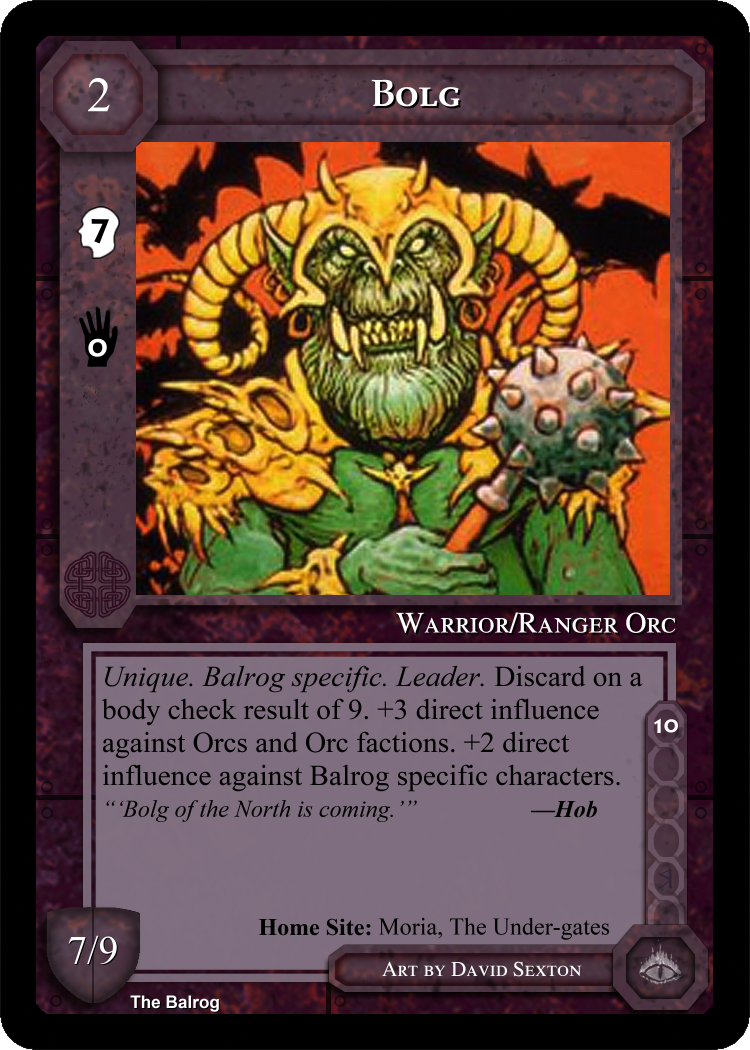 2
Bolg
7
0
Warrior/Ranger Orc
Unique. Balrog specific. Leader. Discard on a
body check result of 9. +3 direct influence
against Orcs and Orc factions. +2 direct
influence against Balrog specific characters.
“‘Bolg of the North is coming.’” —Hob
10
Home Site: Moria, The Under-gates
7/9
Art by David Sexton
The Balrog